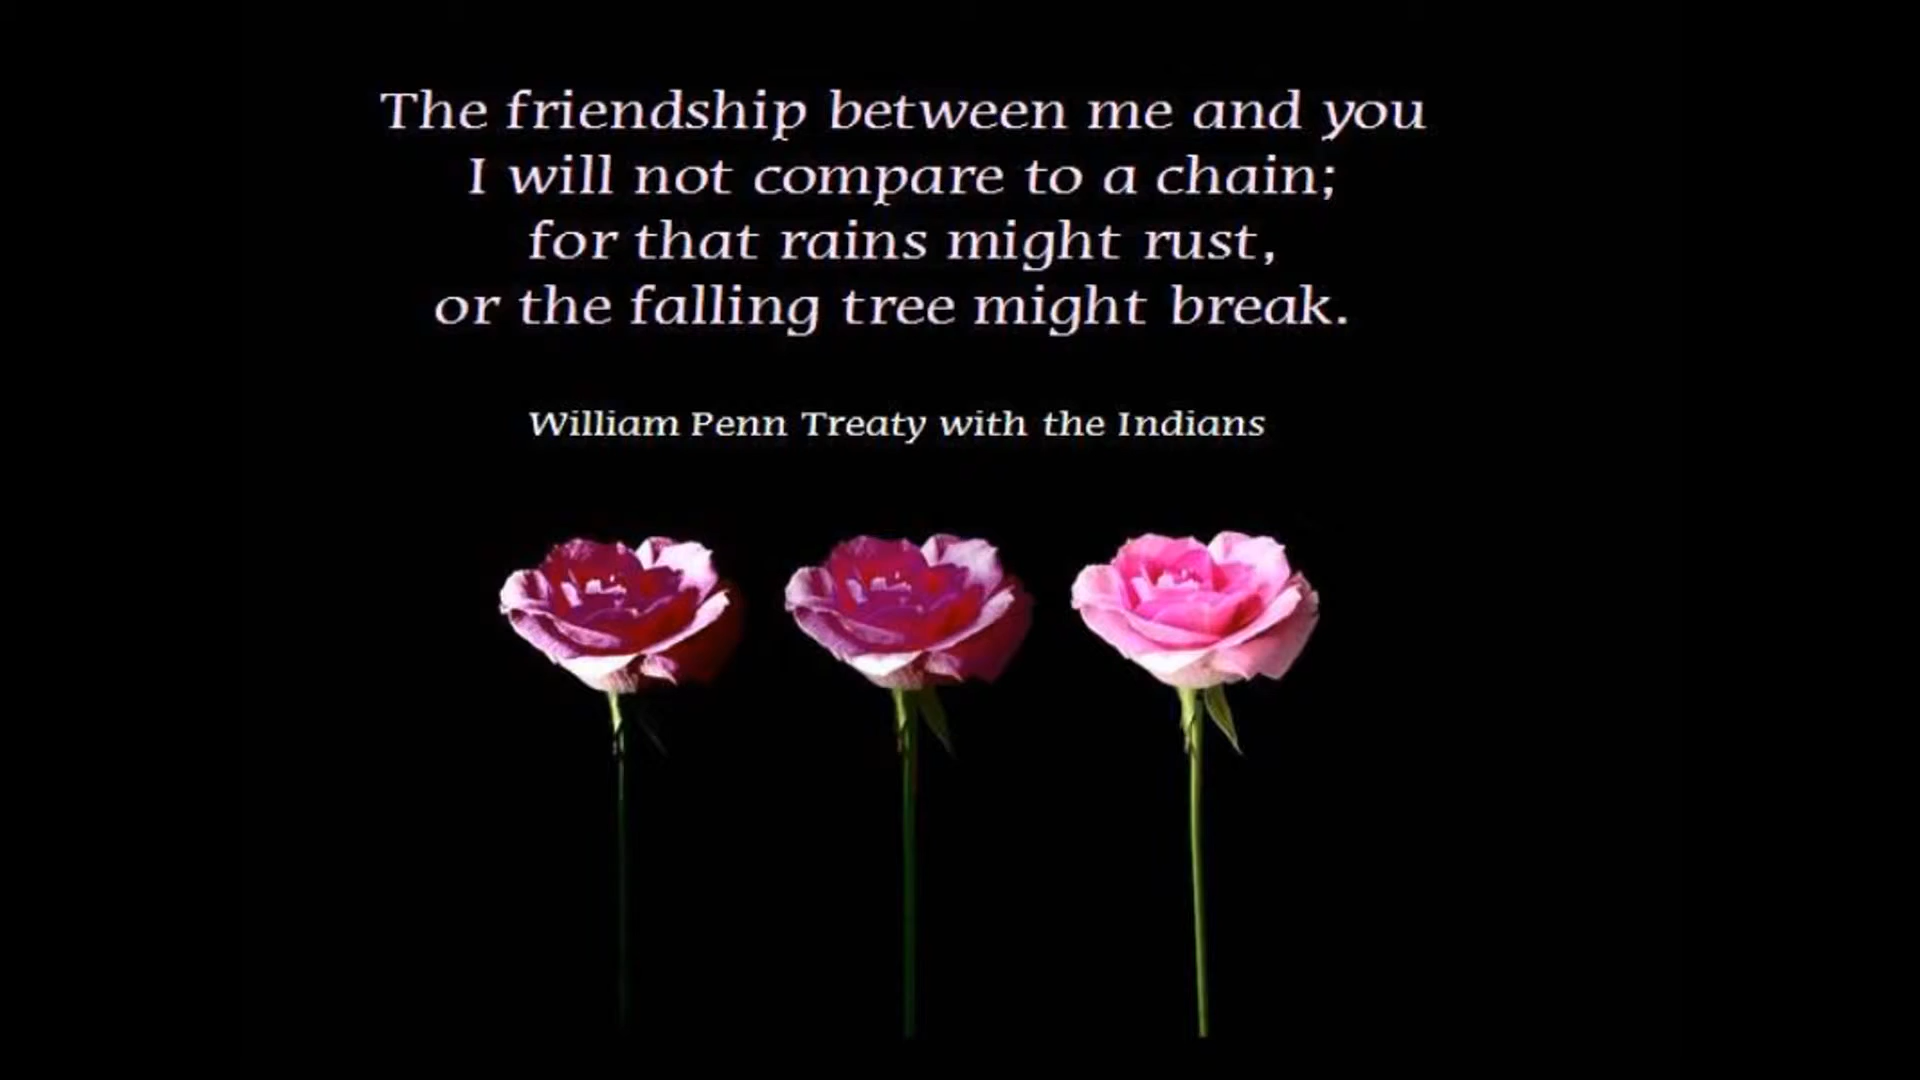 The friendship between me and you
I will not compare to a chain;
for that rains might rust,
or the falling tree might break.
William Penn Treaty with the Indians